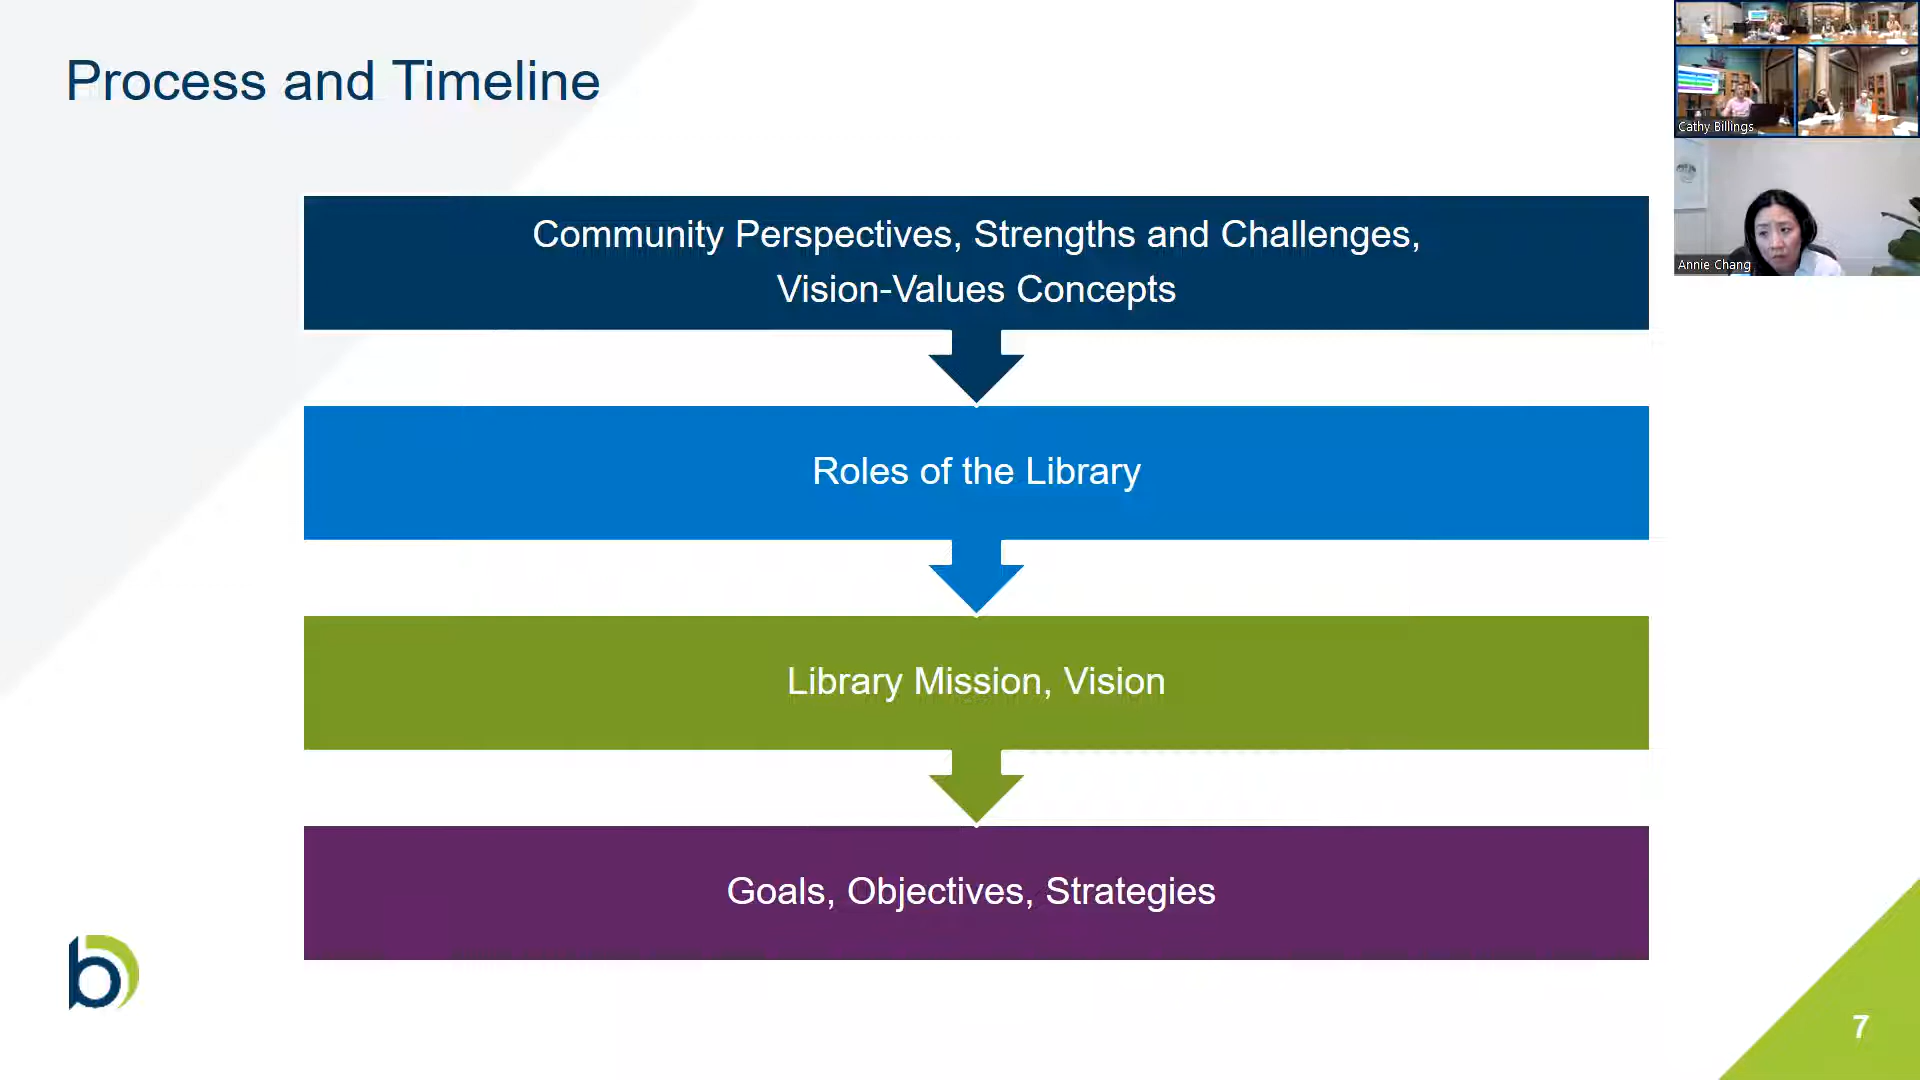 Process and Timeline
Community Perspectives, Strengths and Challenges,
Vision-Values Concepts
Roles of the Library
Library Mission, Vision
Goals, Objectives, Strategies
7
Cathy Billings
Annie Chang